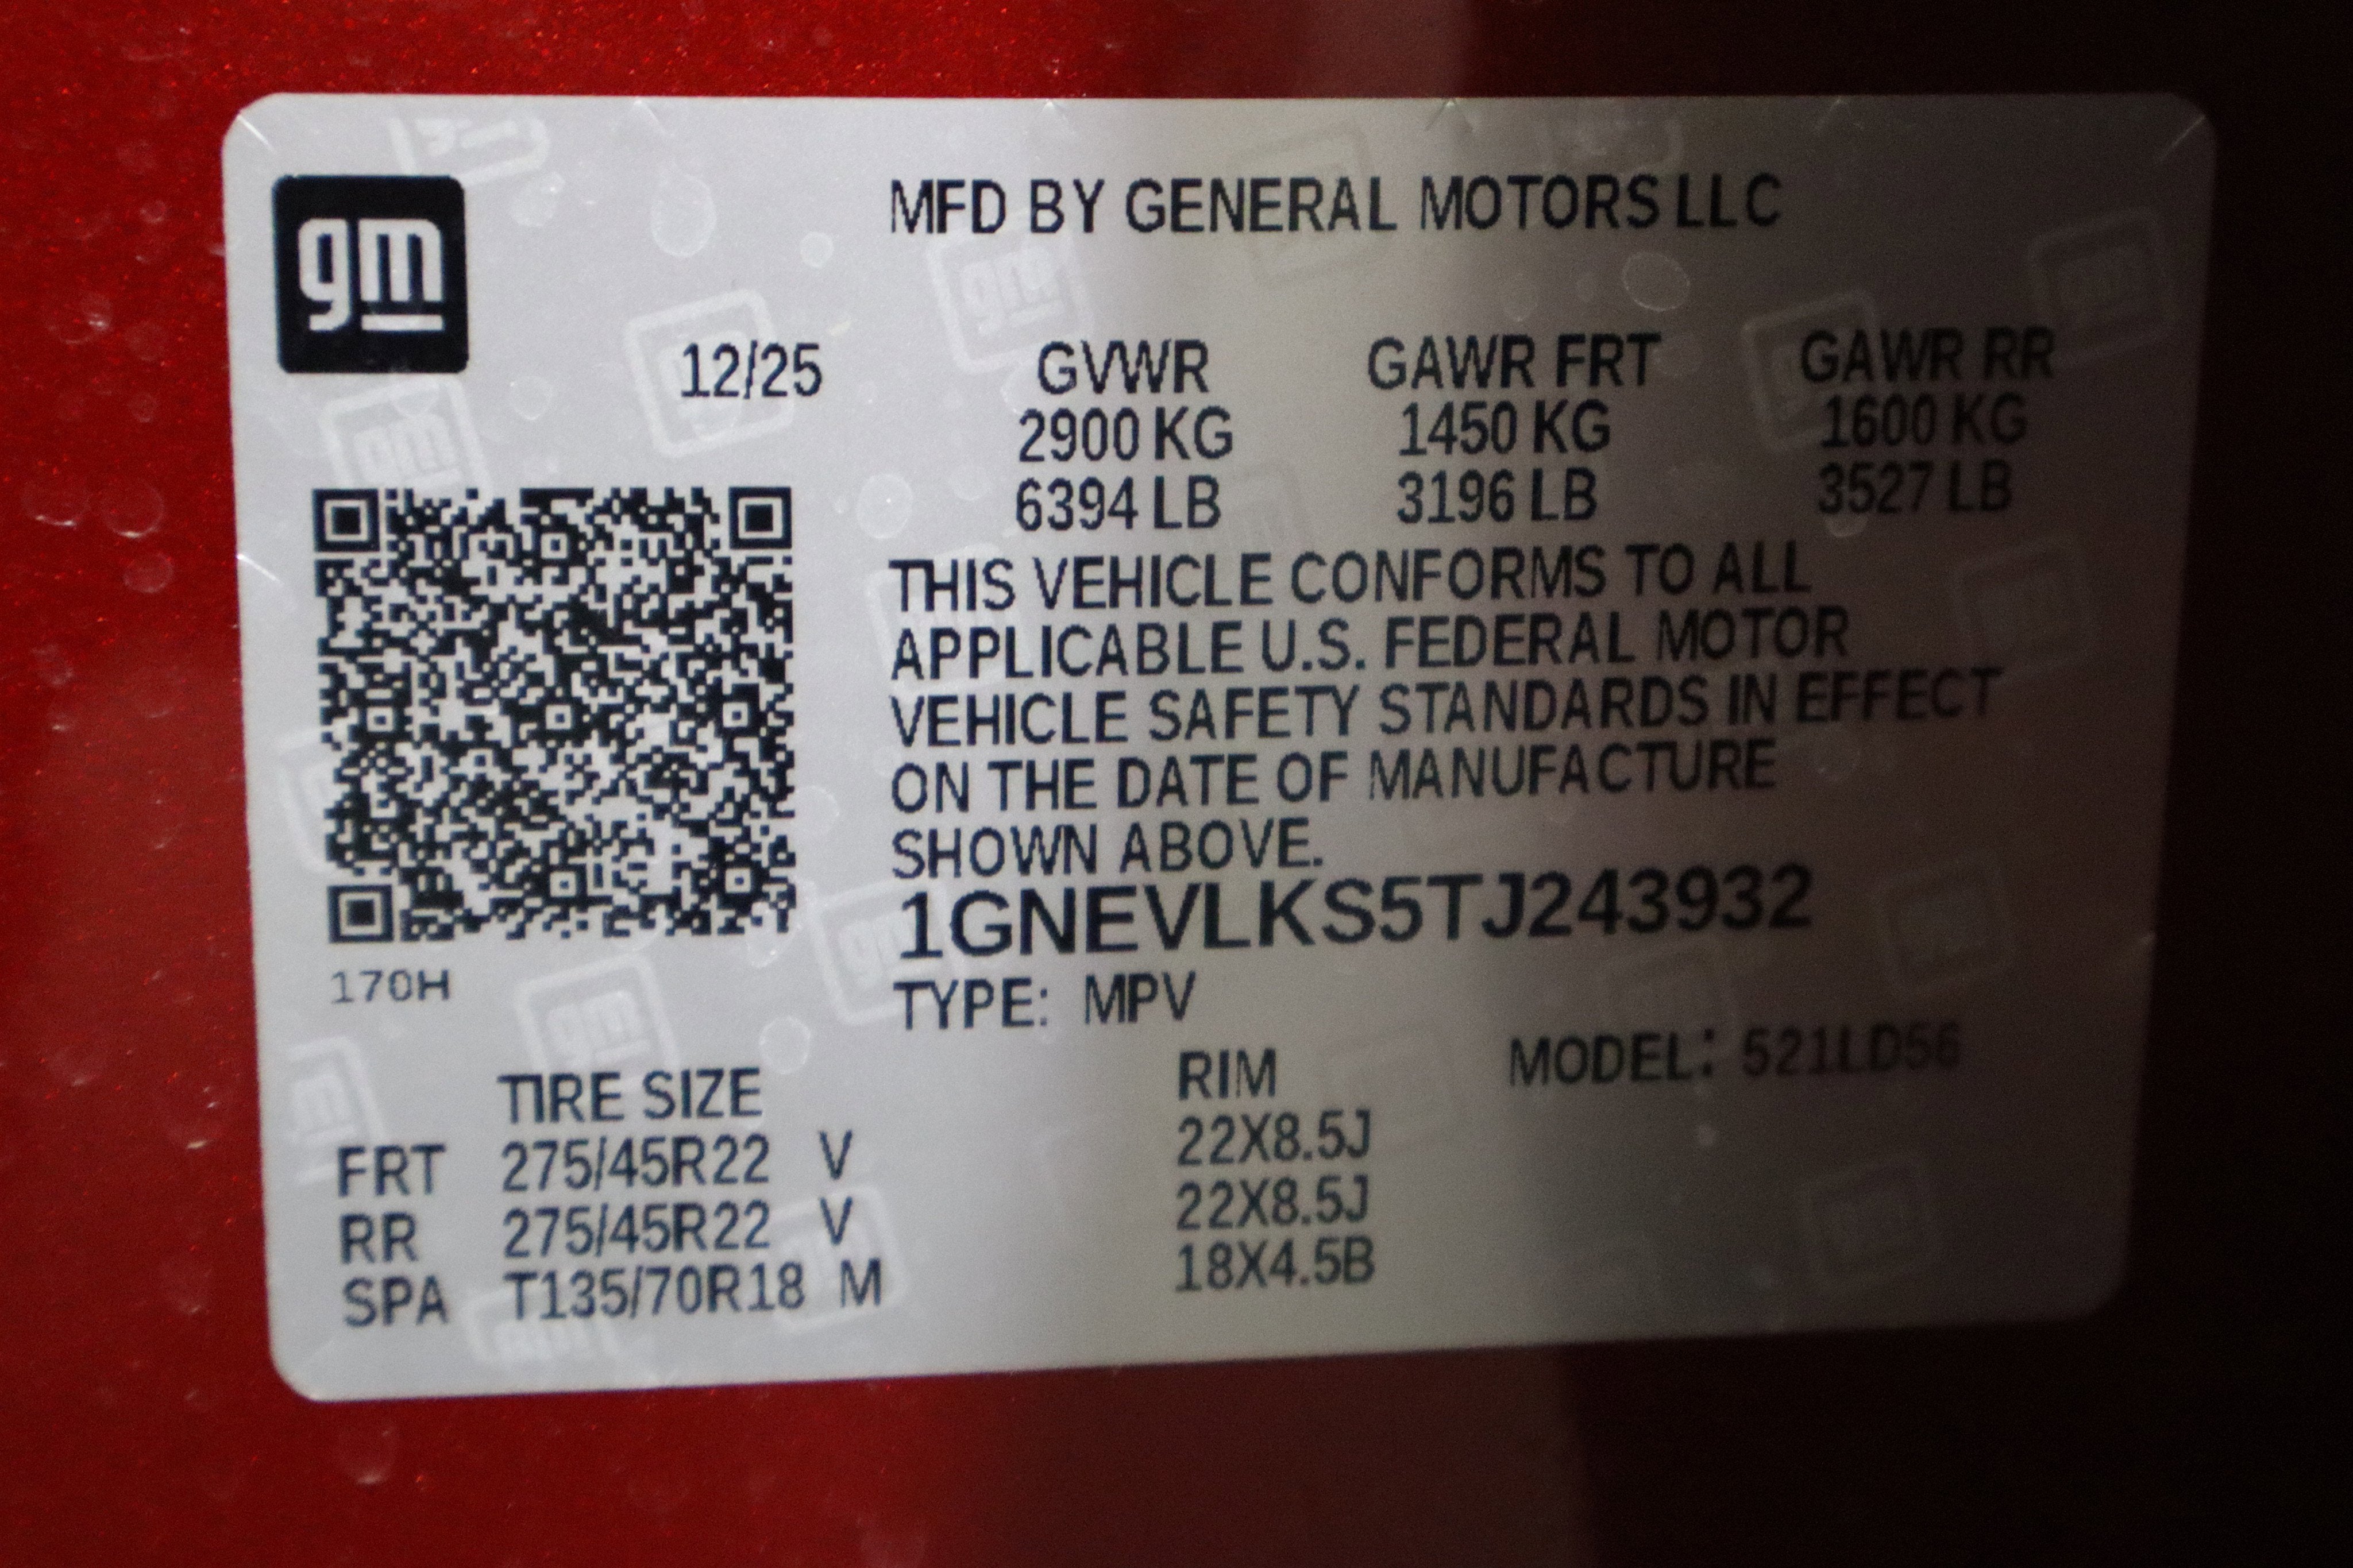 gm
MFD BY GENERAL MOTORS LLC
12/25 GVWR GAWR FRT GAWR RR
2900 KG 1450 KG 1600 KG
6394 LB 3196 LB 3527 LB
THIS VEHICLE CONFORMS TO ALL
APPLICABLE U.S. FEDERAL MOTOR
VEHICLE SAFETY STANDARDS IN EFFECT
ON THE DATE OF MANUFACTURE
SHOWN ABOVE.
1GNEVLKS5TJ243932
170H
TYPE: MPV
TIRE SIZE RIM MODEL: 521LD56
FRT 275/45R22 V 22X8.5J
RR 275/45R22 V 22X8.5J
SPA T135/70R18 M 18X4.5B